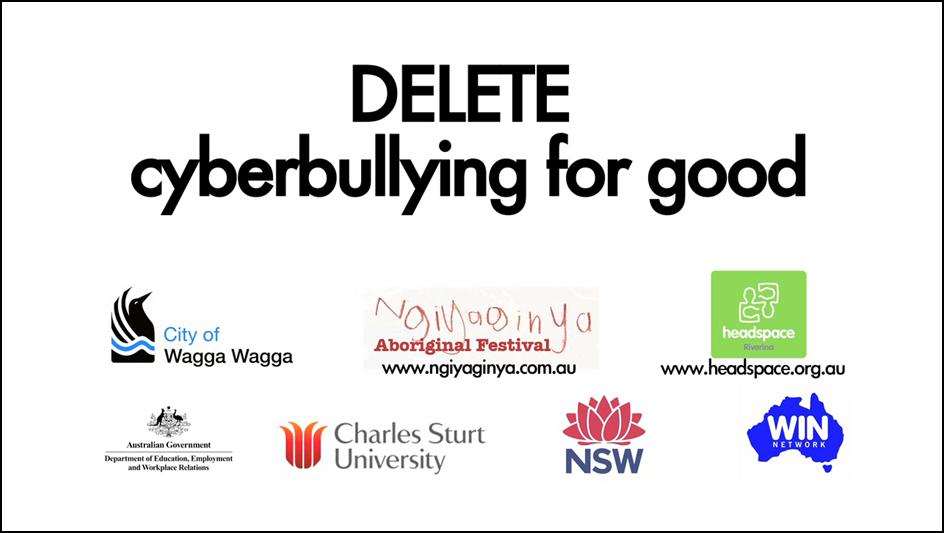 DELETE
cyberbullying for good
City of
Wagga Wagga
Ngiyaginya
Aboriginal Festival
www.ngiyaginya.com.au
headspace
Riverina
www.headspace.org.au
Australian Government
Department of Education, Employment
and Workplace Relations
Charles Sturt
University
NSW
WIN
NETWORK